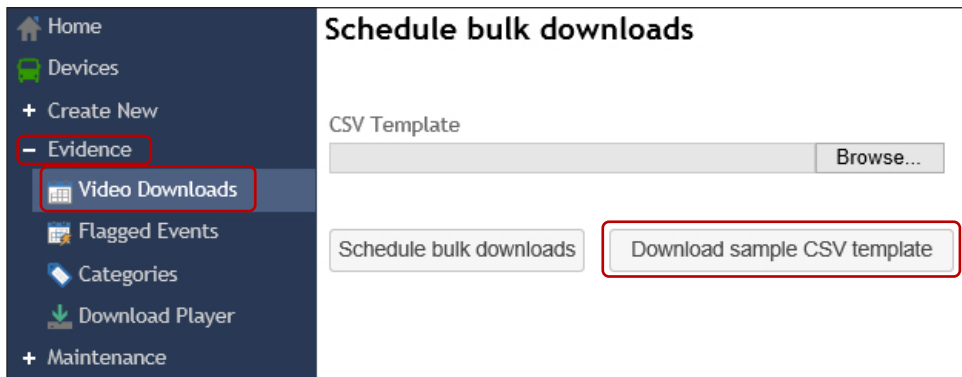 Home
Devices
+ Create New
− Evidence
Video Downloads
Flagged Events
Categories
Download Player
+ Maintenance
Schedule bulk downloads
CSV Template
Browse...
Schedule bulk downloads
Download sample CSV template